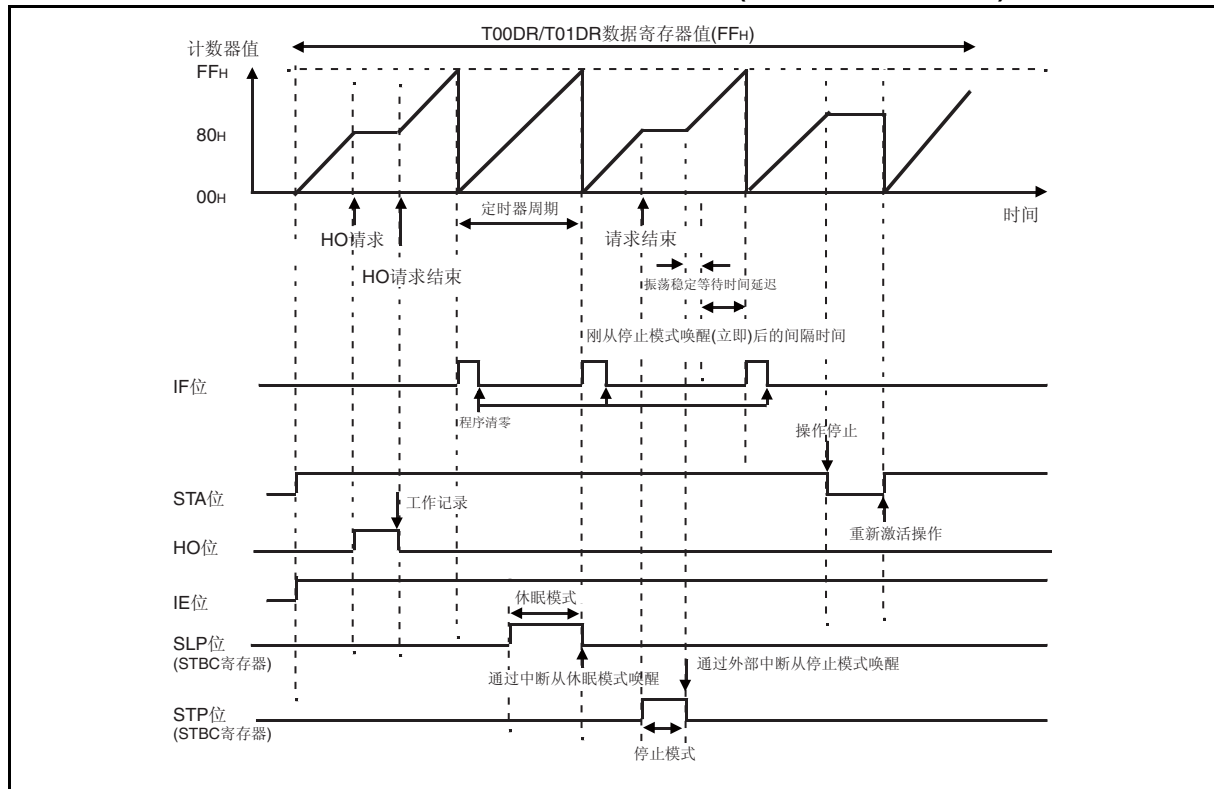 T00DR/T01DR数据寄存器值(FFH)
计数器值
FFH
80H
00H
时间
定时器周期
HO请求
请求结束
HO请求结束
振荡稳定等待时间延迟
刚从停止模式唤醒(立即)后的间隔时间
IF位
程序清零
操作停止
STA位
工作记录
重新激活操作
HO位
IE位
休眠模式
SLP位
(STBC寄存器)
通过中断从休眠模式唤醒
通过外部中断从停止模式唤醒
STP位
(STBC寄存器)
停止模式